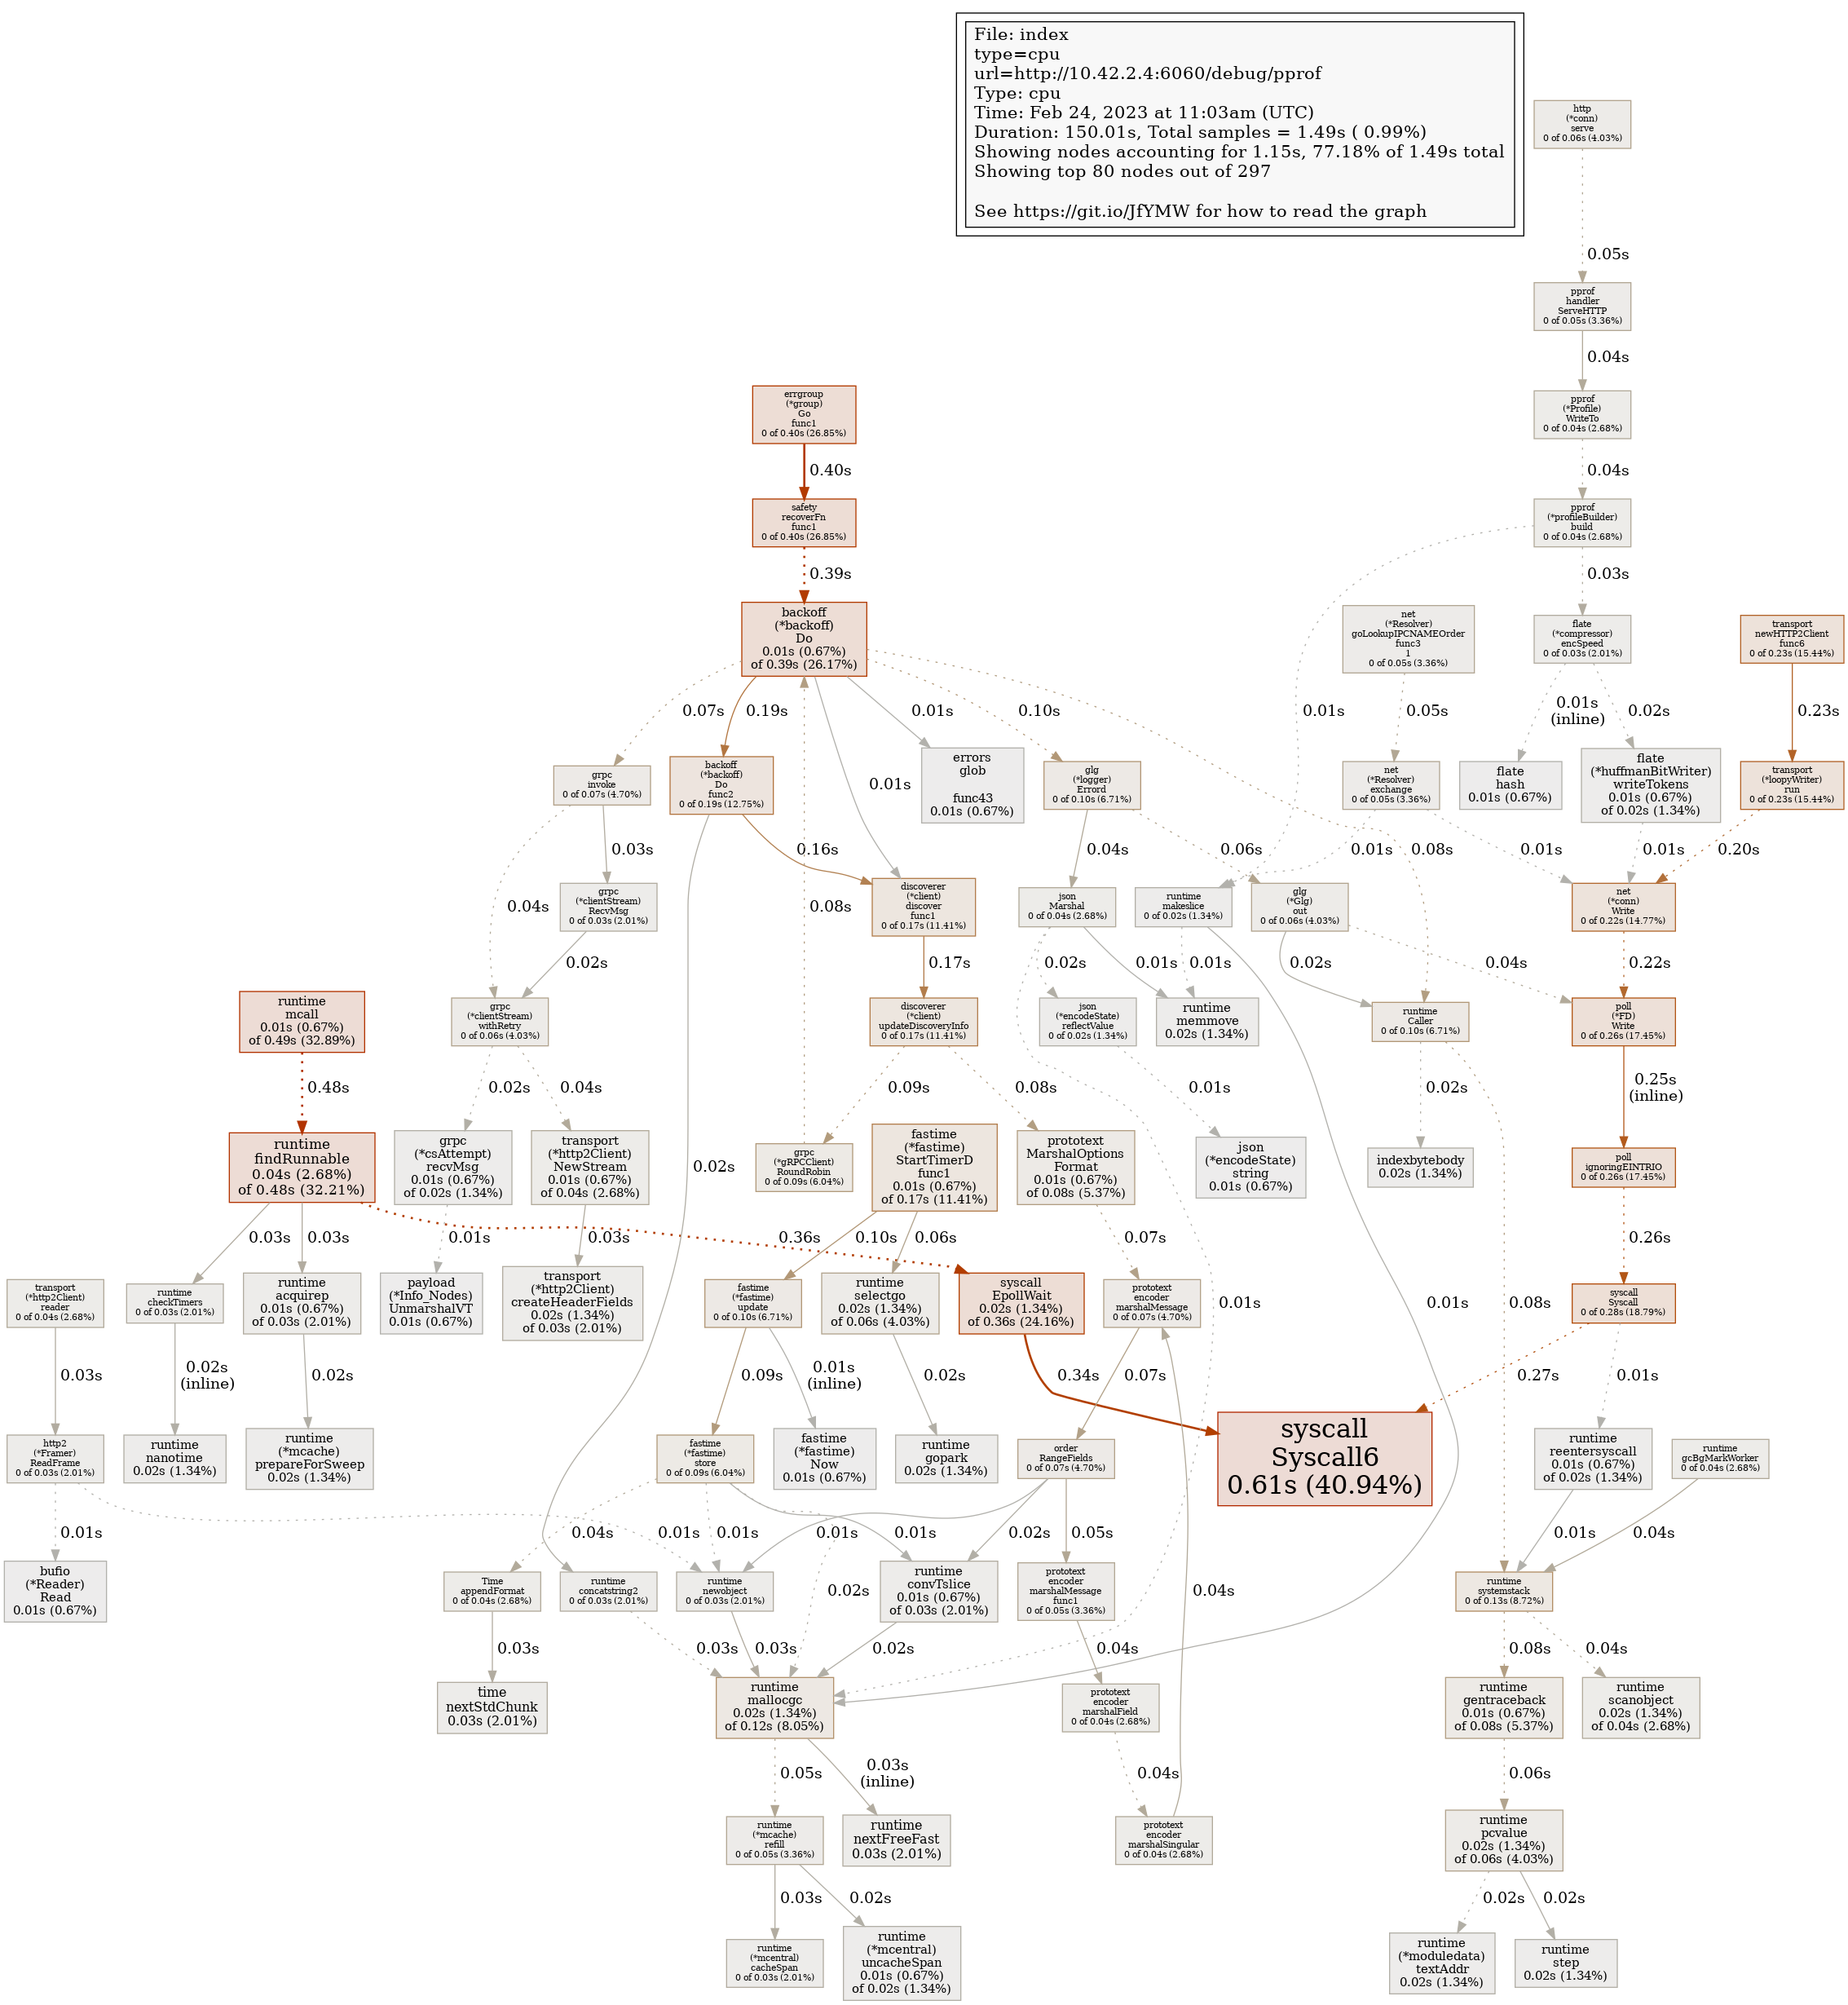 File: index
type=cpu
url=http://10.42.2.4:6060/debug/pprof
Type: cpu
Time: Feb 24, 2023 at 11:03am (UTC)
Duration: 150.01s, Total samples = 1.49s ( 0.99%)
Showing nodes accounting for 1.15s, 77.18% of 1.49s total
Showing top 80 nodes out of 297
See https://git.io/JfYMW for how to read the graph
http
(*conn)
serve
0 of 0.06s (4.03%)
0.05s
pprof
handler
ServeHTTP
0 of 0.05s (3.36%)
0.04s
pprof
(*Profile)
WriteTo
0 of 0.04s (2.68%)
0.04s
pprof
(*profileBuilder)
build
0 of 0.04s (2.68%)
0.03s
0.01s
errgroup
(*group)
Go
func1
0 of 0.40s (26.85%)
0.40s
safety
recoverFn
func1
0 of 0.40s (26.85%)
0.39s
backoff
(*backoff)
Do
0.01s (0.67%)
of 0.39s (26.17%)
0.07s
0.19s
0.01s
0.01s
0.10s
0.08s
net
(*Resolver)
goLookupIPCNAMEOrder
func3
1
0 of 0.05s (3.36%)
0.05s
flate
(*compressor)
encSpeed
0 of 0.03s (2.01%)
0.01s
(inline)
0.02s
transport
newHTTP2Client
func6
0 of 0.23s (15.44%)
0.23s
grpc
invoke
0 of 0.07s (4.70%)
0.04s
0.03s
backoff
(*backoff)
Do
func2
0 of 0.19s (12.75%)
0.16s
0.02s
errors
glob
func43
0.01s (0.67%)
glg
(*logger)
Errord
0 of 0.10s (6.71%)
0.04s
0.06s
net
(*Resolver)
exchange
0 of 0.05s (3.36%)
0.01s
0.01s
flate
hash
0.01s (0.67%)
flate
(*huffmanBitWriter)
writeTokens
0.01s (0.67%)
of 0.02s (1.34%)
0.01s
transport
(*loopyWriter)
run
0 of 0.23s (15.44%)
0.20s
grpc
(*clientStream)
RecvMsg
0 of 0.03s (2.01%)
0.02s
0.08s
discoverer
(*client)
discover
func1
0 of 0.17s (11.41%)
0.17s
json
Marshal
0 of 0.04s (2.68%)
0.02s
0.01s
0.01s
runtime
makeslice
0 of 0.02s (1.34%)
0.01s
0.01s
glg
(*Glg)
out
0 of 0.06s (4.03%)
0.02s
0.04s
net
(*conn)
Write
0 of 0.22s (14.77%)
0.22s
runtime
mcall
0.01s (0.67%)
of 0.49s (32.89%)
0.48s
grpc
(*clientStream)
withRetry
0 of 0.06s (4.03%)
0.02s
0.04s
discoverer
(*client)
updateDiscoveryInfo
0 of 0.17s (11.41%)
0.09s
0.08s
json
(*encodeState)
reflectValue
0 of 0.02s (1.34%)
0.01s
runtime
memmove
0.02s (1.34%)
runtime
Caller
0 of 0.10s (6.71%)
0.02s
0.08s
poll
(*FD)
Write
0 of 0.26s (17.45%)
0.25s
(inline)
runtime
findRunnable
0.04s (2.68%)
of 0.48s (32.21%)
0.03s
0.03s
0.36s
grpc
(*csAttempt)
recvMsg
0.01s (0.67%)
of 0.02s (1.34%)
0.01s
transport
(*http2Client)
NewStream
0.01s (0.67%)
of 0.04s (2.68%)
0.03s
grpc
(*gRPCClient)
RoundRobin
0 of 0.09s (6.04%)
fastime
(*fastime)
StartTimerD
func1
0.01s (0.67%)
of 0.17s (11.41%)
0.10s
0.06s
prototext
MarshalOptions
Format
0.01s (0.67%)
of 0.08s (5.37%)
0.07s
json
(*encodeState)
string
0.01s (0.67%)
indexbytebody
0.02s (1.34%)
poll
ignoringEINTRIO
0 of 0.26s (17.45%)
0.26s
transport
(*http2Client)
reader
0 of 0.04s (2.68%)
0.03s
runtime
checkTimers
0 of 0.03s (2.01%)
0.02s
(inline)
runtime
acquirep
0.01s (0.67%)
of 0.03s (2.01%)
0.02s
payload
(*Info_Nodes)
UnmarshalVT
0.01s (0.67%)
transport
(*http2Client)
createHeaderFields
0.02s (1.34%)
of 0.03s (2.01%)
fastime
(*fastime)
update
0 of 0.10s (6.71%)
0.09s
0.01s
(inline)
runtime
selectgo
0.02s (1.34%)
of 0.06s (4.03%)
0.02s
syscall
EpollWait
0.02s (1.34%)
of 0.36s (24.16%)
0.34s
prototext
encoder
marshalMessage
0 of 0.07s (4.70%)
0.07s
syscall
Syscall
0 of 0.28s (18.79%)
0.27s
0.01s
http2
(*Framer)
ReadFrame
0 of 0.03s (2.01%)
0.01s
0.01s
runtime
nanotime
0.02s (1.34%)
runtime
(*mcache)
prepareForSweep
0.02s (1.34%)
fastime
(*fastime)
store
0 of 0.09s (6.04%)
0.04s
0.01s
0.02s
0.01s
fastime
(*fastime)
Now
0.01s (0.67%)
runtime
gopark
0.02s (1.34%)
order
RangeFields
0 of 0.07s (4.70%)
0.01s
0.02s
0.05s
syscall
Syscall6
0.61s (40.94%)
runtime
reentersyscall
0.01s (0.67%)
of 0.02s (1.34%)
0.01s
runtime
gcBgMarkWorker
0 of 0.04s (2.68%)
0.04s
bufio
(*Reader)
Read
0.01s (0.67%)
Time
appendFormat
0 of 0.04s (2.68%)
0.03s
runtime
concatstring2
0 of 0.03s (2.01%)
0.03s
runtime
newobject
0 of 0.03s (2.01%)
0.03s
runtime
convTslice
0.01s (0.67%)
of 0.03s (2.01%)
0.02s
prototext
encoder
marshalMessage
func1
0 of 0.05s (3.36%)
0.04s
0.04s
runtime
systemstack
0 of 0.13s (8.72%)
0.08s
0.04s
time
nextStdChunk
0.03s (2.01%)
runtime
mallocgc
0.02s (1.34%)
of 0.12s (8.05%)
0.05s
0.03s
(inline)
prototext
encoder
marshalField
0 of 0.04s (2.68%)
0.04s
runtime
gentraceback
0.01s (0.67%)
of 0.08s (5.37%)
0.06s
runtime
scanobject
0.02s (1.34%)
of 0.04s (2.68%)
runtime
(*mcache)
refill
0 of 0.05s (3.36%)
0.03s
0.02s
runtime
nextFreeFast
0.03s (2.01%)
prototext
encoder
marshalSingular
0 of 0.04s (2.68%)
runtime
pcvalue
0.02s (1.34%)
of 0.06s (4.03%)
0.02s
0.02s
runtime
(*mcentral)
cacheSpan
0 of 0.03s (2.01%)
runtime
(*mcentral)
uncacheSpan
0.01s (0.67%)
of 0.02s (1.34%)
runtime
(*moduledata)
textAddr
0.02s (1.34%)
runtime
step
0.02s (1.34%)